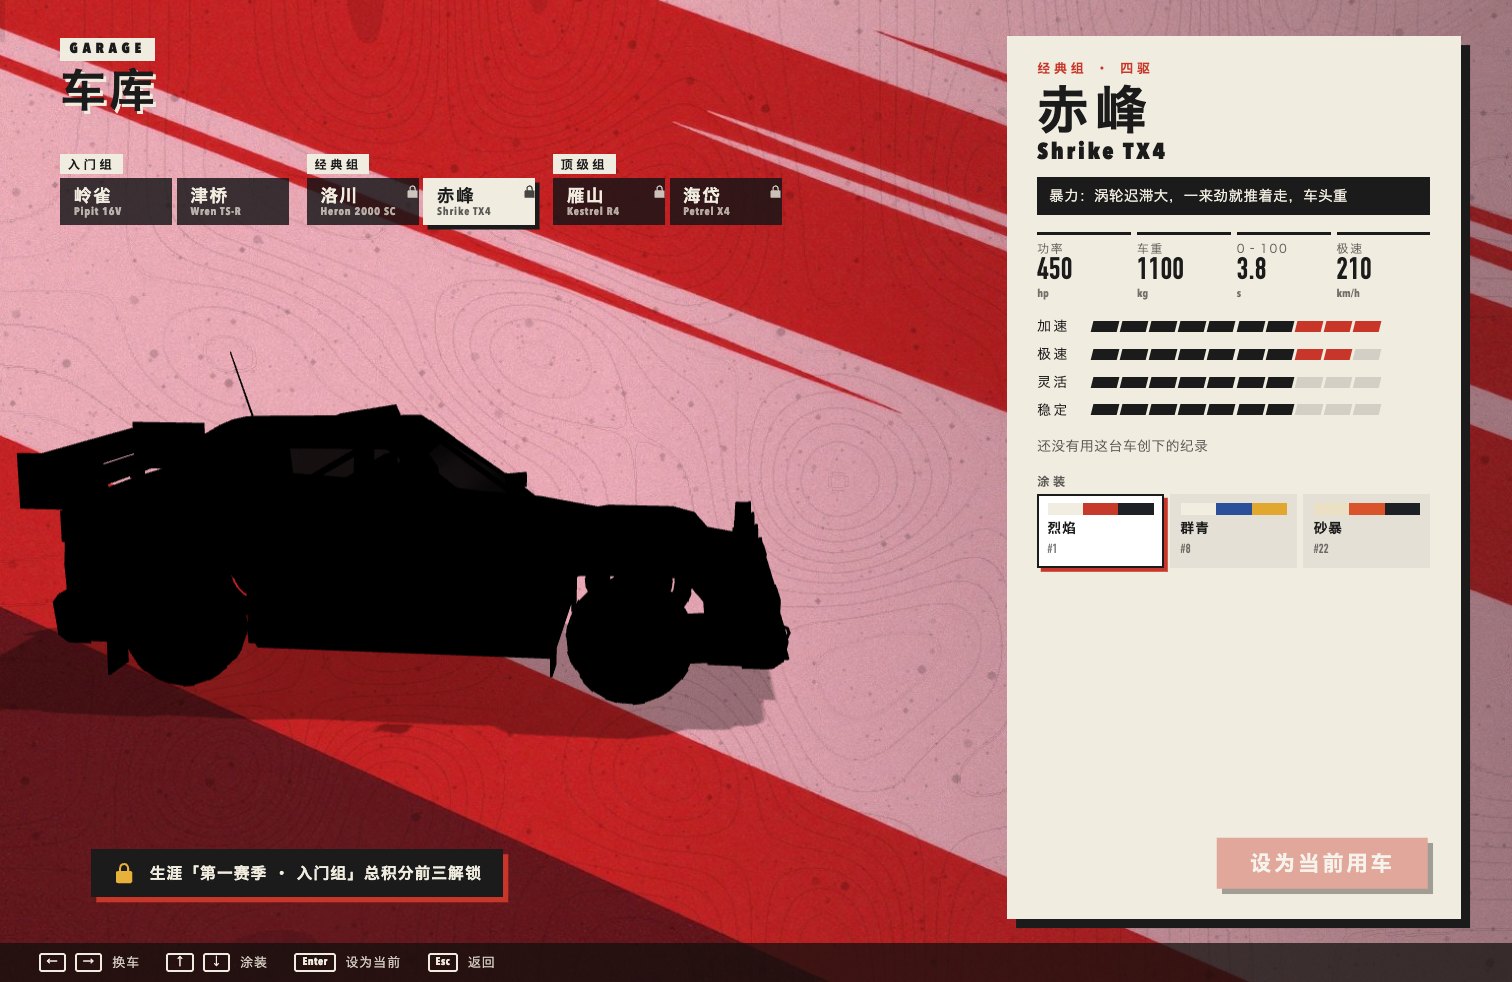 GARAGE
车库
入门组
岭雀
Pipit 16V
津桥
Wren TS-R
经典组
洛川
Heron 2000 SC
赤峰
Shrike TX4
顶级组
雁山
Kestrel R4
海岱
Petrel X4
经典组 · 四驱
赤峰
Shrike TX4
暴力：涡轮迟滞大，一来劲就推着走，车头重
功率
450
hp
车重
1100
kg
0-100
3.8
s
极速
210
km/h
加速
极速
灵活
稳定
还没有用这台车创下的纪录
涂装
烈焰
#1
群青
#8
砂暴
#22
设为当前用车
生涯「第一赛季 · 入门组」总积分前三解锁
← → 换车 ↑ ↓ 涂装 Enter 设为当前 Esc 返回